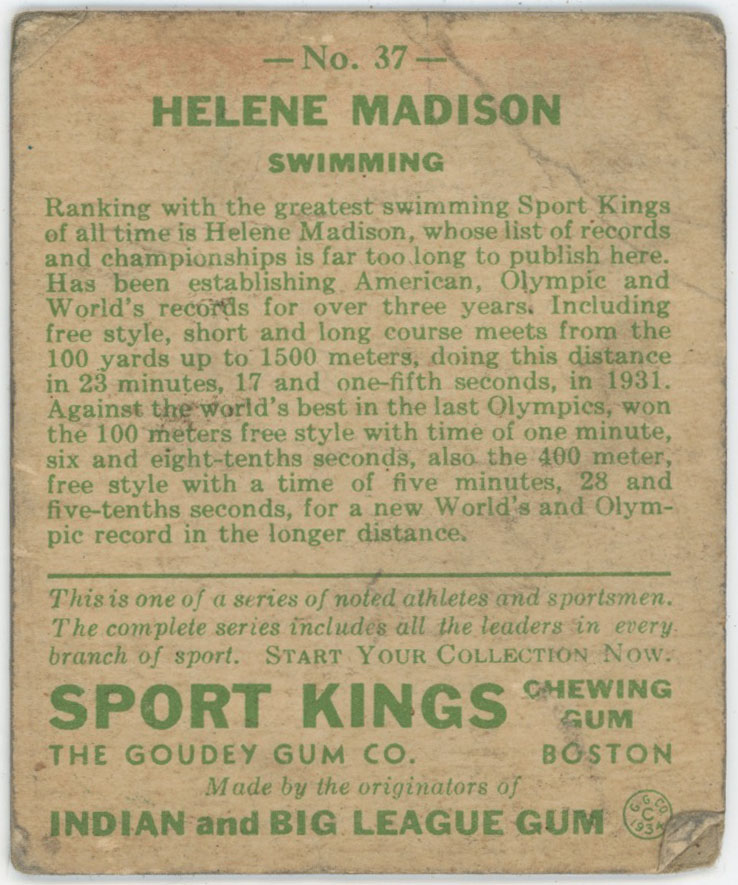 — No. 37 —
HELENE MADISON
SWIMMING
Ranking with the greatest swimming Sport Kings
of all time is Helene Madison, whose list of records
and championships is far too long to publish here.
Has been establishing American, Olympic and
World's records for over three years. Including
free style, short and long course meets from the
100 yards up to 1500 meters, doing this distance
in 23 minutes, 17 and one-fifth seconds, in 1931.
Against the world's best in the last Olympics, won
the 100 meters free style with time of one minute,
six and eight-tenths seconds, also the 400 meter,
free style with a time of five minutes, 28 and
five-tenths seconds, for a new World's and Olym-
pic record in the longer distance.
This is one of a series of noted athletes and sportsmen.
The complete series includes all the leaders in every
branch of sport. START YOUR COLLECTION NOW.
SPORT KINGS CHEWING GUM
THE GOUDEY GUM CO. BOSTON
Made by the originators of
INDIAN and BIG LEAGUE GUM
G.G.CO.
C